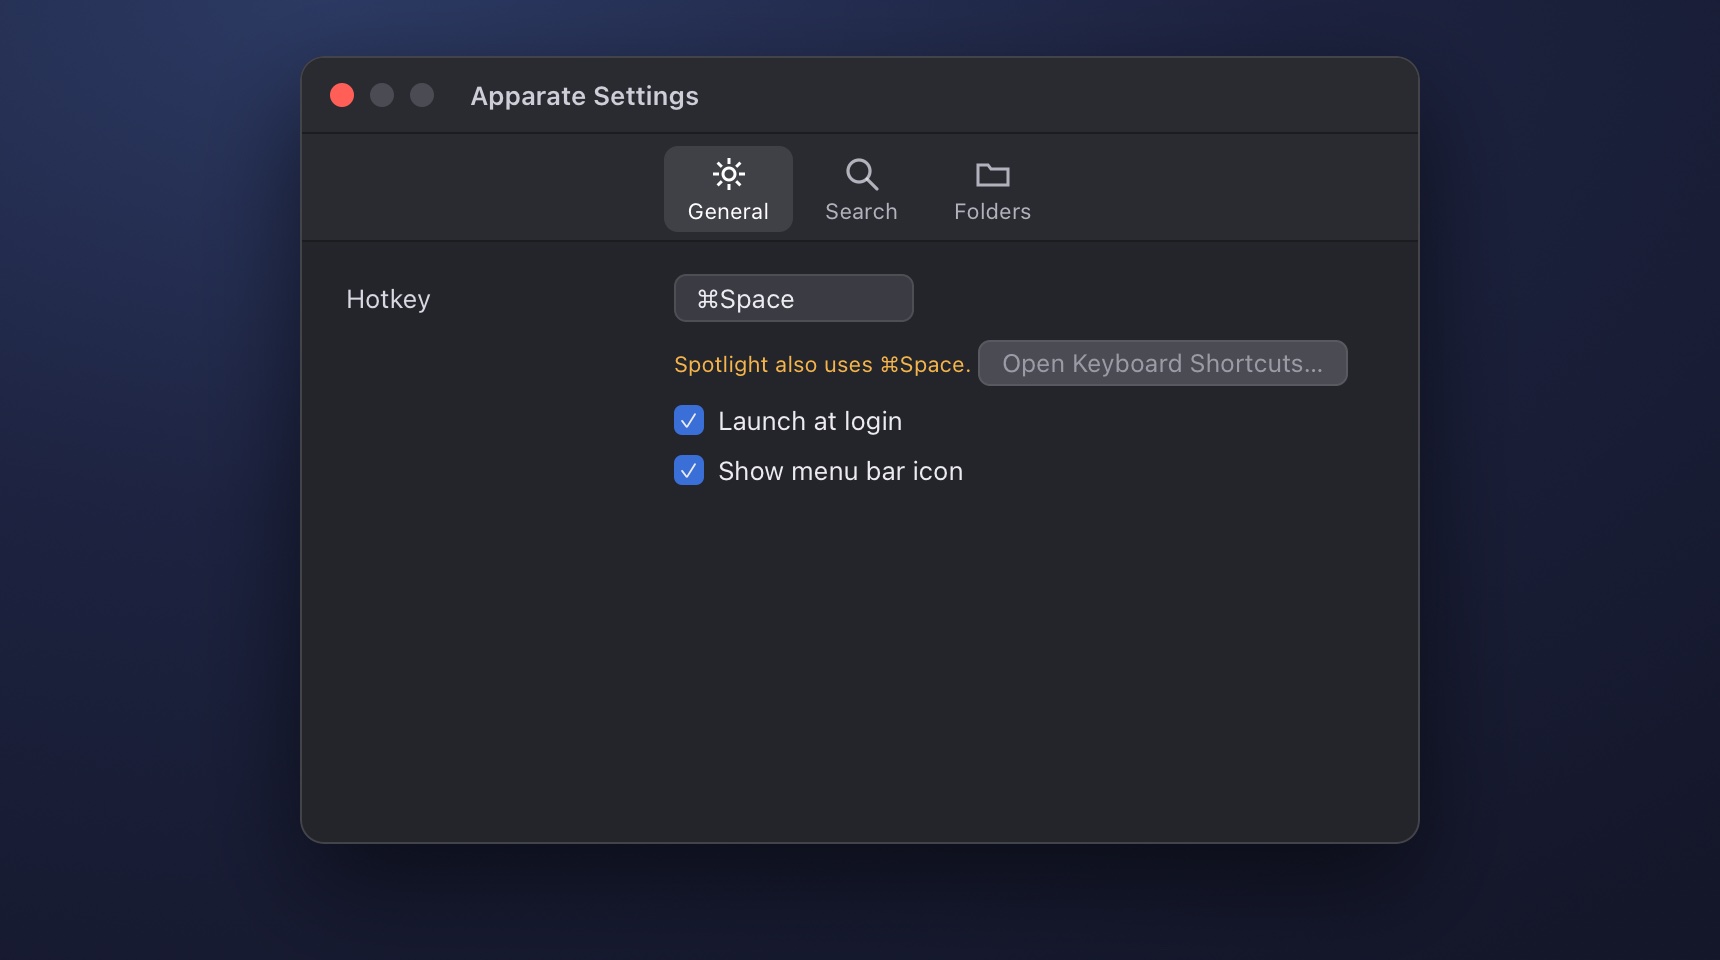 Apparate Settings
General Search Folders
Hotkey ⌘Space
Spotlight also uses ⌘Space. Open Keyboard Shortcuts...
Launch at login
Show menu bar icon